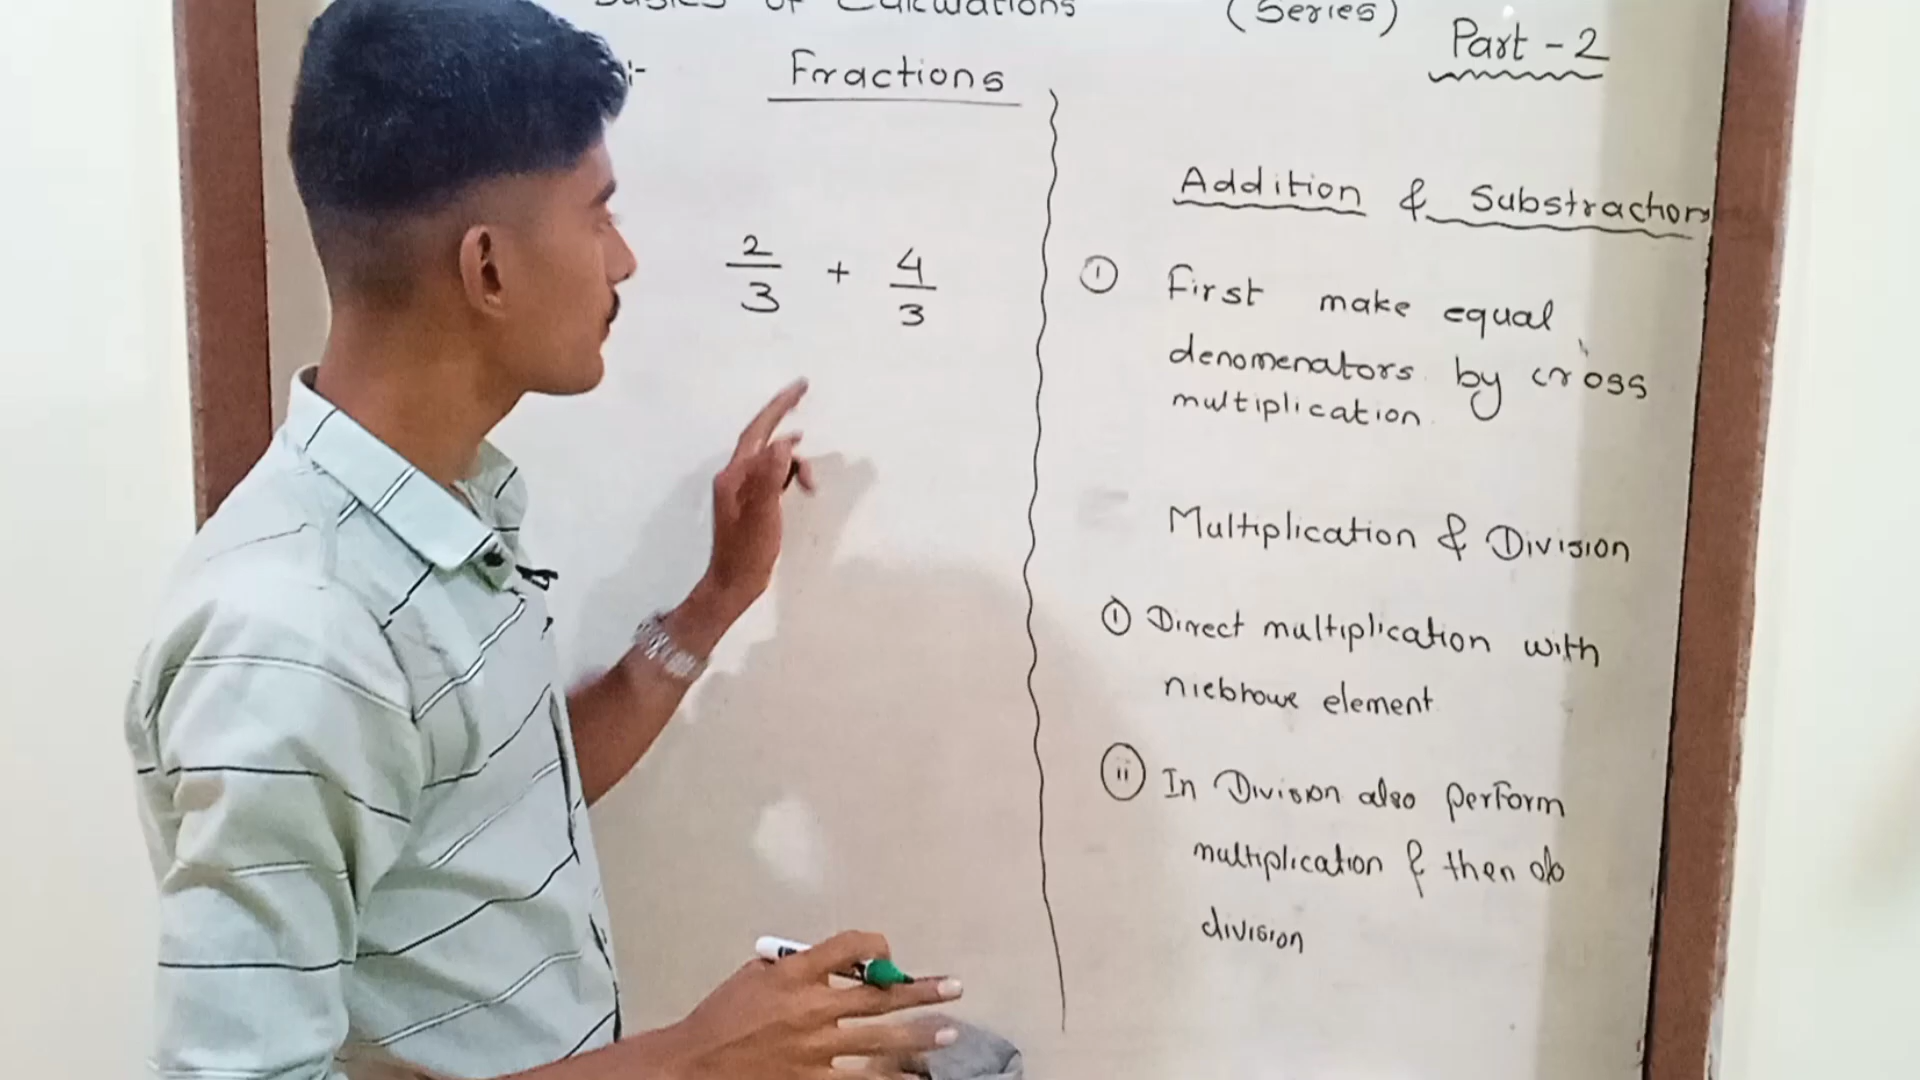 Basics of Calculations (Series) Part - 2
:- Fractions
Addition & Substraction
2/3 + 4/3
① First make equal
denomenators by cross
multiplication
Multiplication & Division
① Direct multiplication with
niebhowe element
ⅱ In Division also perform
multiplication & then do
division